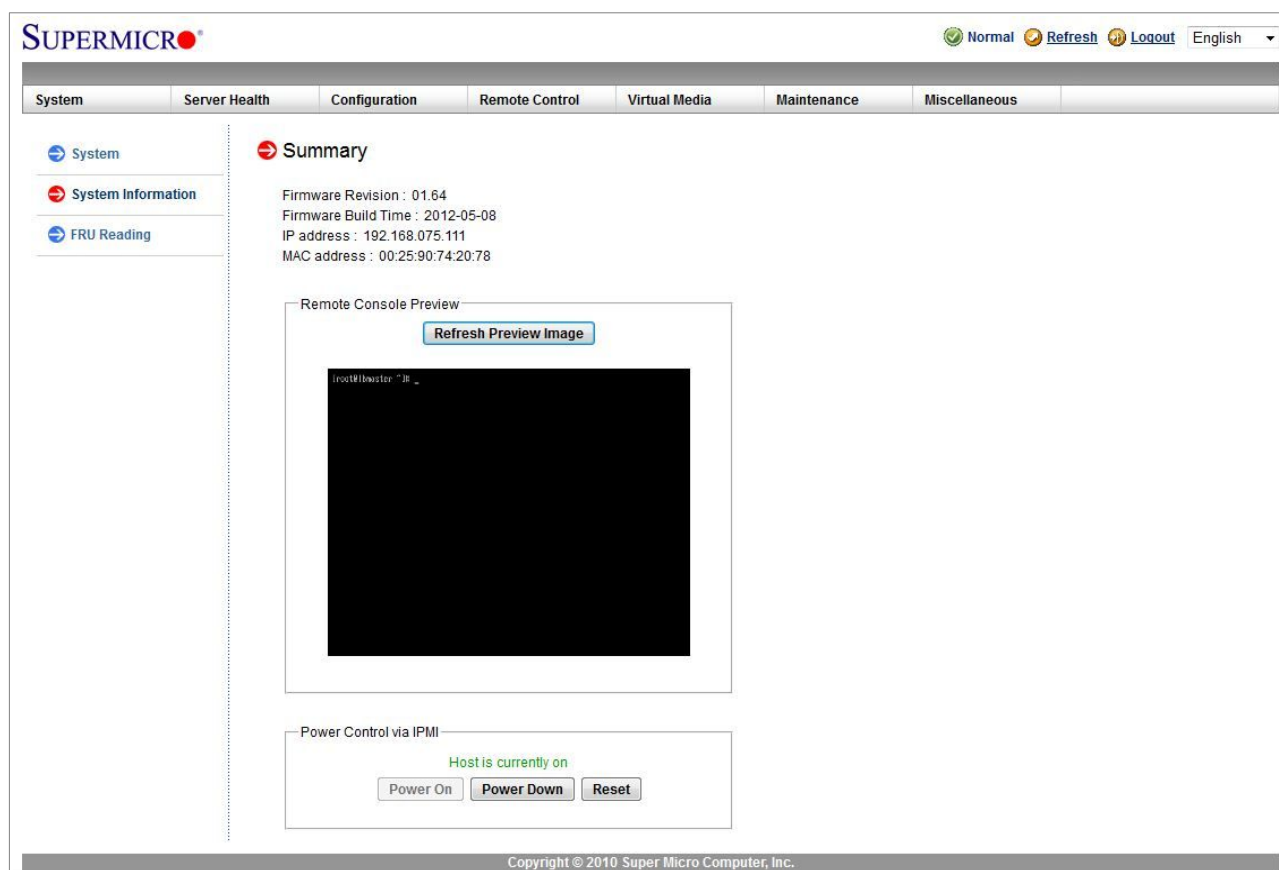 SUPERMICRO
Normal Refresh Logout English
System Server Health Configuration Remote Control Virtual Media Maintenance Miscellaneous
System
System Information
FRU Reading
Summary
Firmware Revision : 01.64
Firmware Build Time : 2012-05-08
IP address : 192.168.075.111
MAC address : 00:25:90:74:20:78
Remote Console Preview
Refresh Preview Image
[root@lbmaster ~]# _
Power Control via IPMI
Host is currently on
Power On Power Down Reset
Copyright © 2010 Super Micro Computer, Inc.